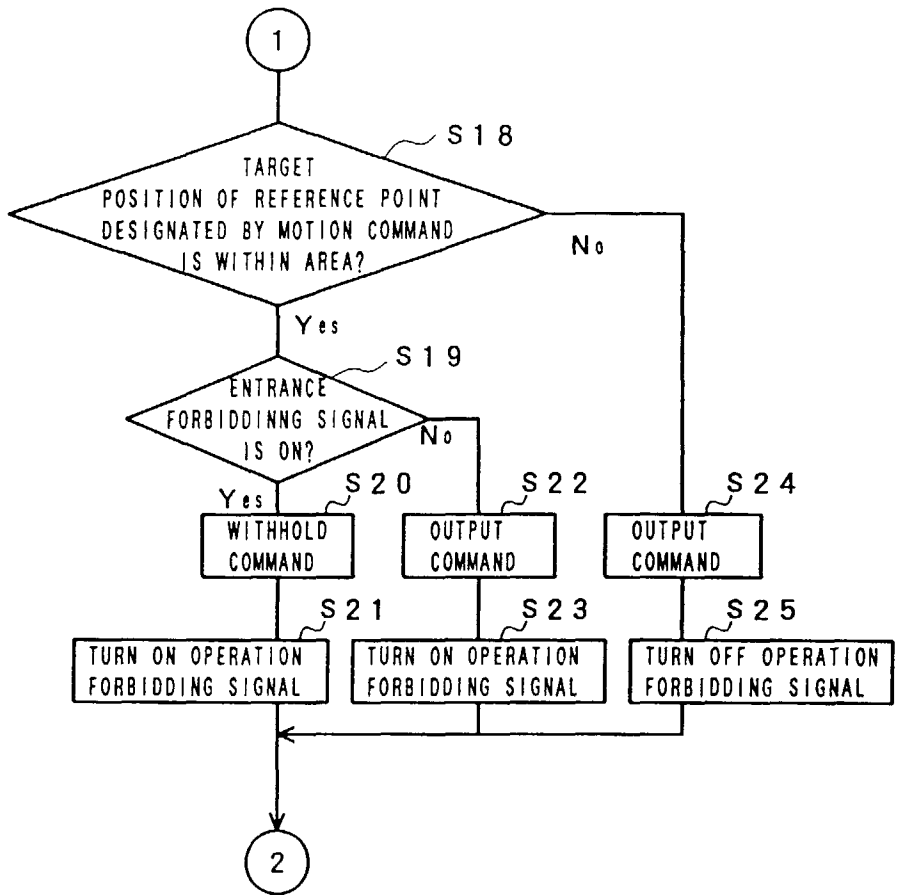 1
S18
TARGET
POSITION OF REFERENCE POINT
DESIGNATED BY MOTION COMMAND
IS WITHIN AREA?
No
Yes
S19
ENTRANCE
FORBIDDINNG SIGNAL
IS ON?
No
Yes
S20
WITHHOLD
COMMAND
S22
OUTPUT
COMMAND
S24
OUTPUT
COMMAND
S21
TURN ON OPERATION
FORBIDDING SIGNAL
S23
TURN ON OPERATION
FORBIDDING SIGNAL
S25
TURN OFF OPERATION
FORBIDDING SIGNAL
2